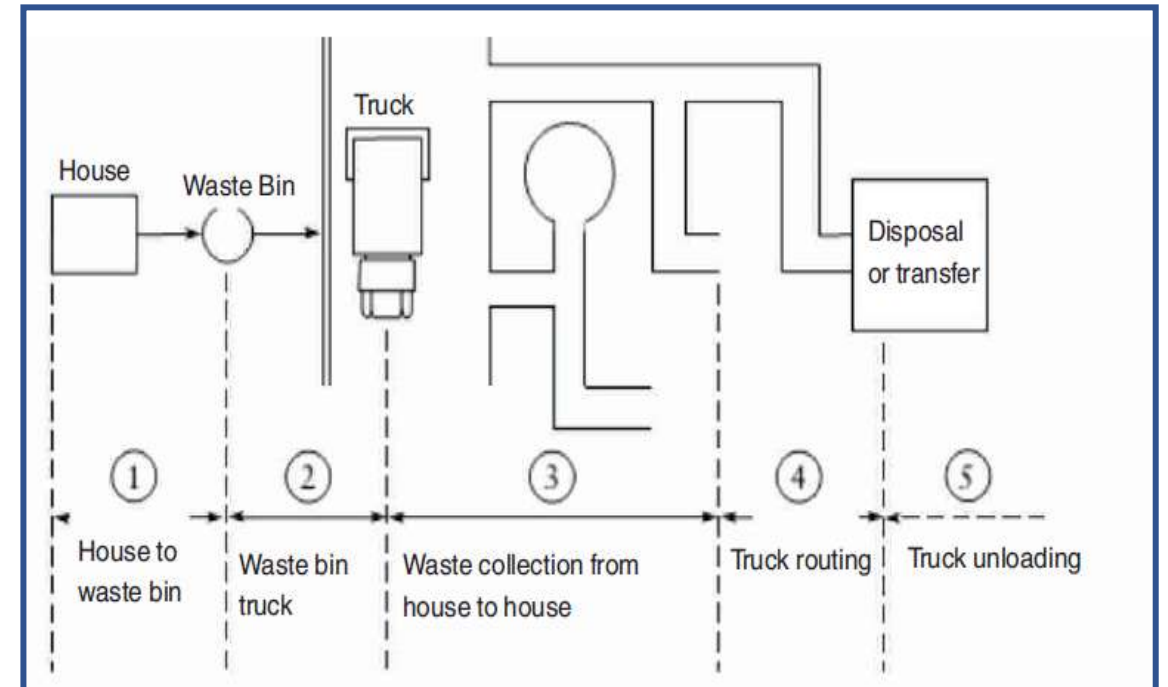 Truck
House
Waste Bin
Disposal
or transfer
1
2
3
4
5
House to
waste bin
Waste bin
truck
Waste collection from
house to house
Truck routing
Truck unloading